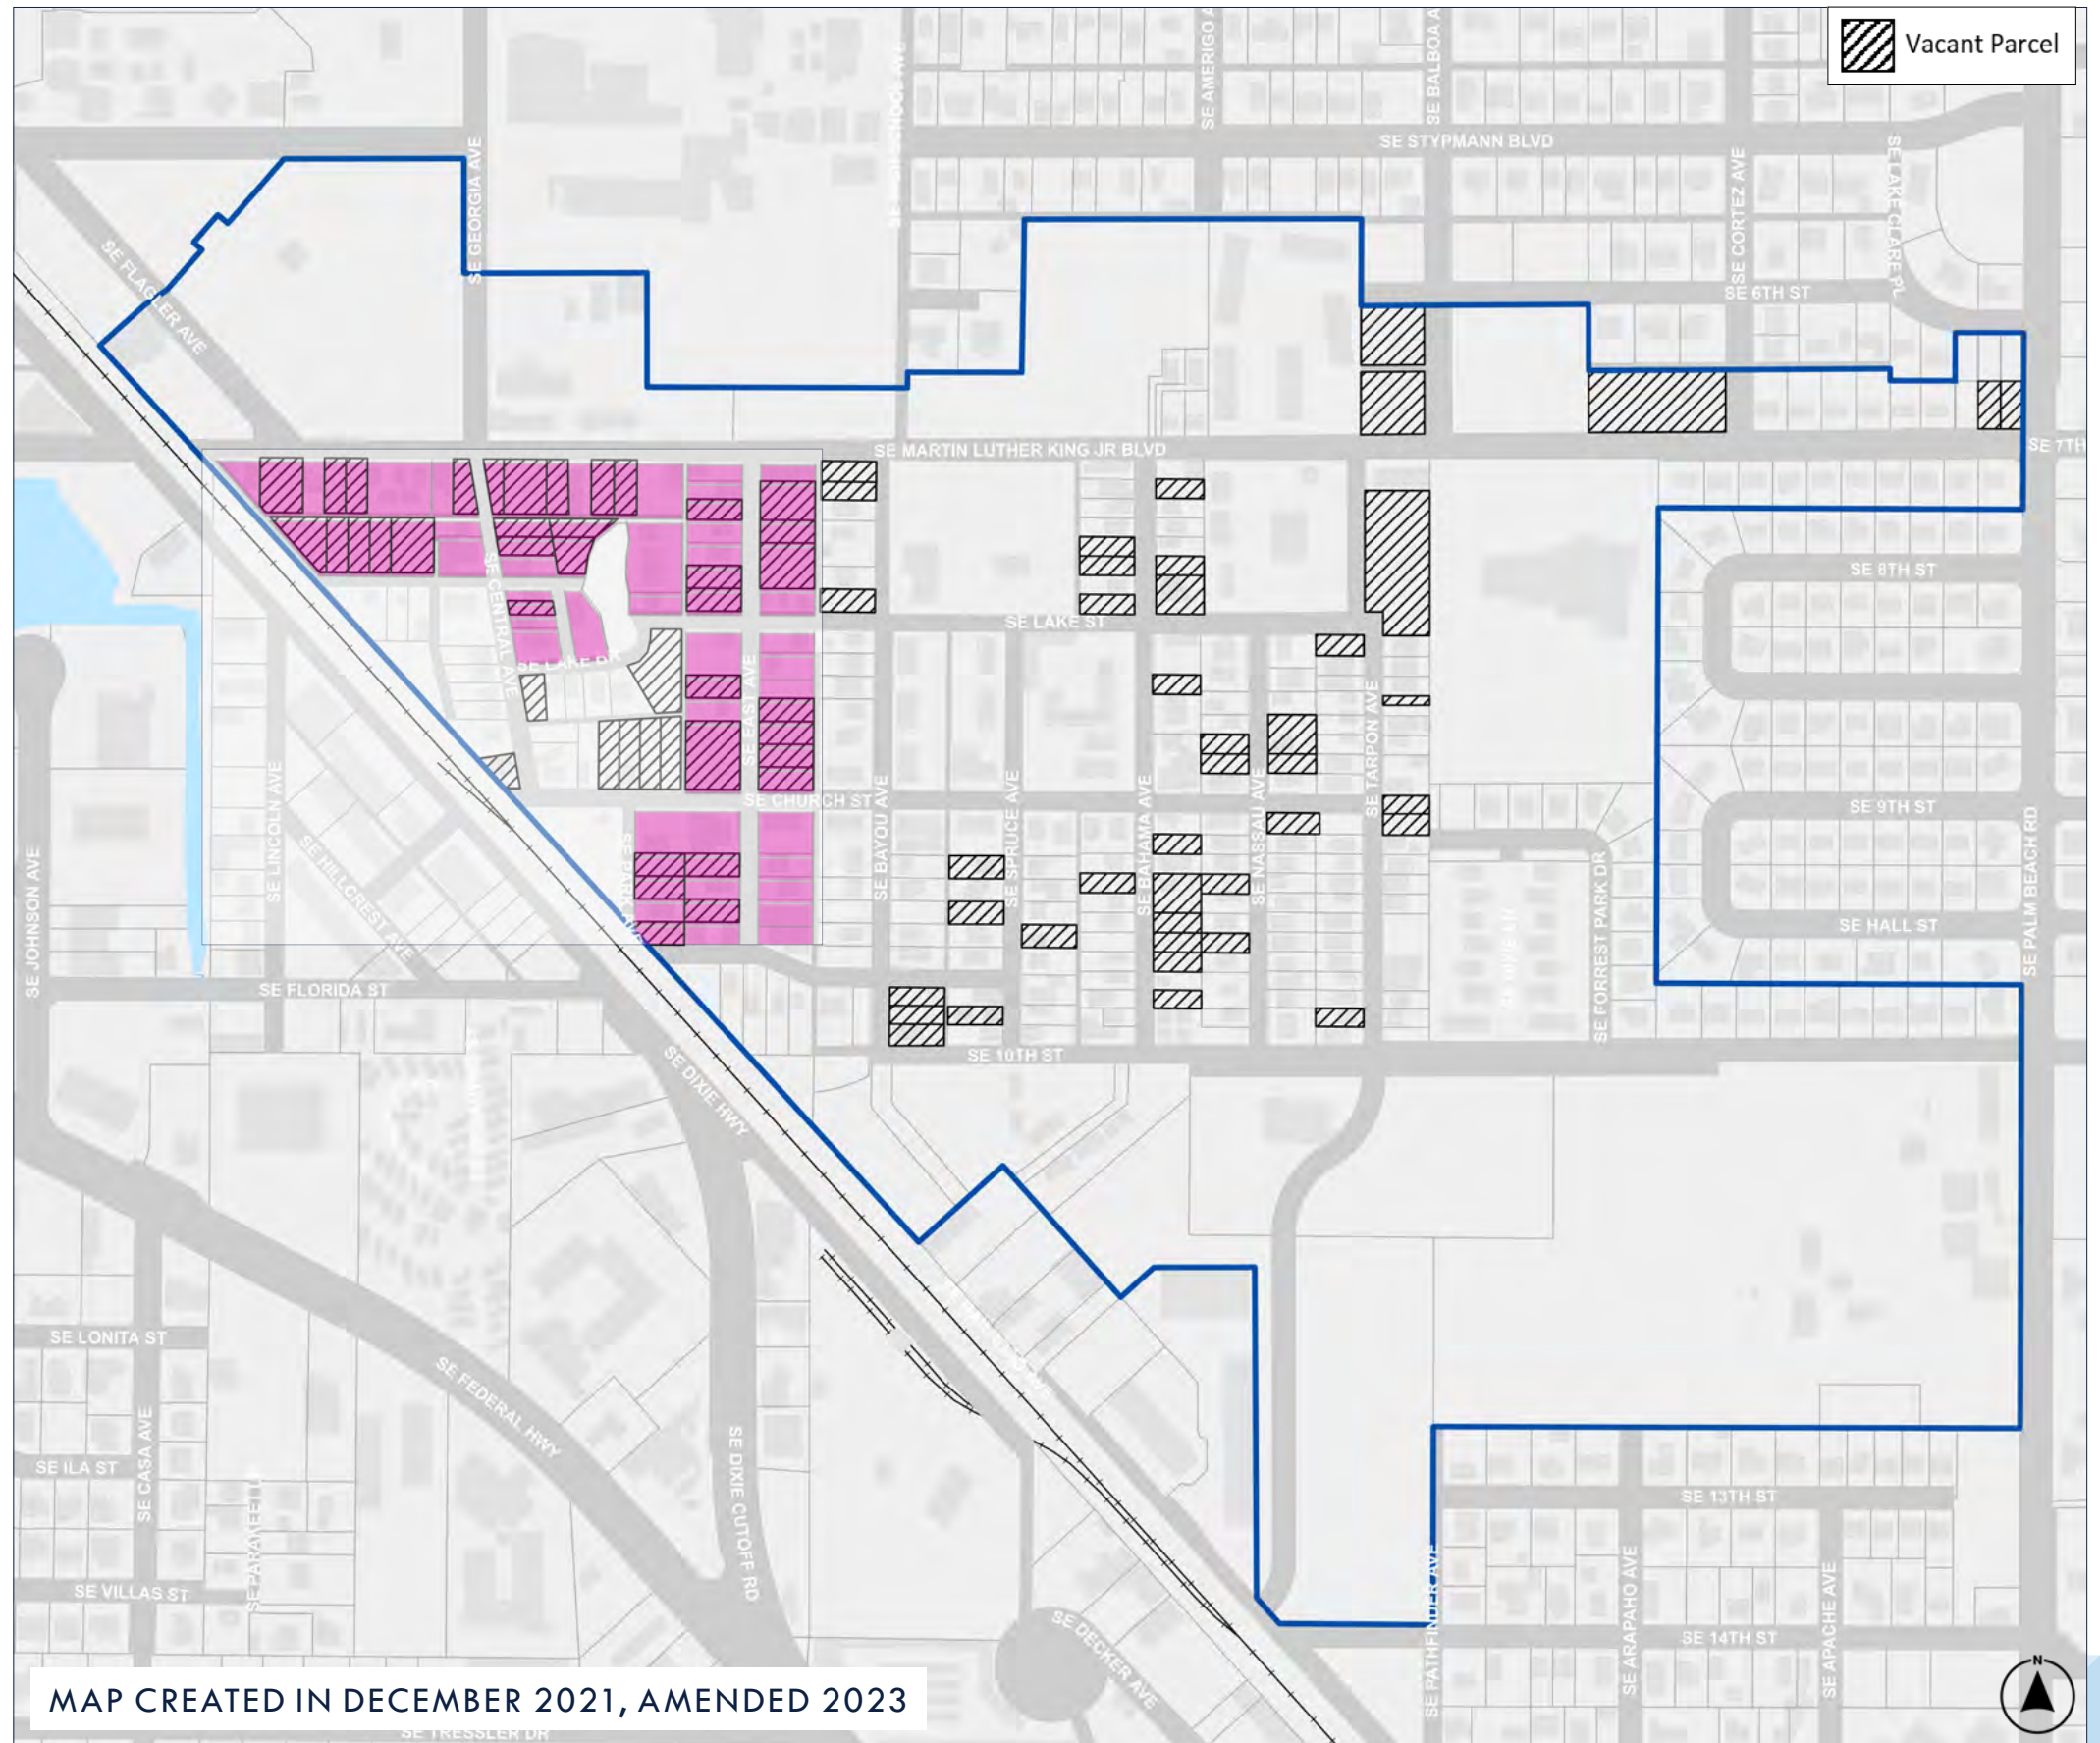 Vacant Parcel
SE AMERIGO A
SE BALBOA A
SE STYPMANN BLVD
SE GEORGIA AVE
SE CORTEZ AVE
SE LAKE CLAIRE PL
SE FLAGLER AVE
SE 6TH ST
SE MARTIN LUTHER KING JR BLVD
SE 7TH
SE CENTRAL AVE
SE 8TH ST
SE LAKE ST
SE LAKE DR
SE EAST AVE
SE TARPON AVE
SE LINCOLN AVE
SE CHURCH ST
SE BAYOU AVE
SE SPRUCE AVE
SE BAHAMA AVE
SE NASSAU AVE
SE 9TH ST
SE PALM BEACH RD
SE JOHNSON AVE
SE HILLCREST AVE
SE PARK AVE
SE FORREST PARK DR
SE HALL ST
SE FLORIDA ST
SE 10TH ST
SE DIXIE HWY
SE LONITA ST
SE FEDERAL HWY
SE CASA AVE
SE ILA ST
SE DIXIE CUTOFF RD
SE 13TH ST
SE VILLAS ST
SE PATHFINDER AVE
SE ARAPAHO AVE
SE APACHE AVE
SE DECKER AVE
SE 14TH ST
N
MAP CREATED IN DECEMBER 2021, AMENDED 2023
SE TRESSLER DR